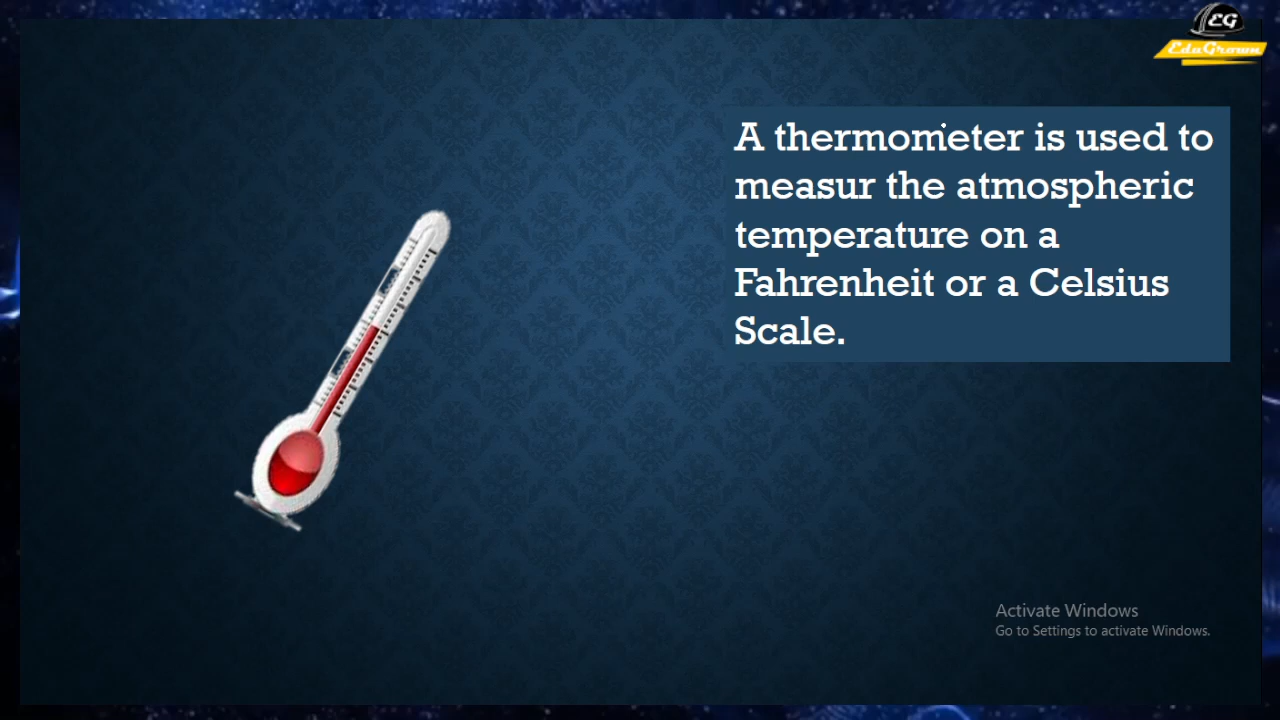 EG
EduGrown
A thermometer is used to
measur the atmospheric
temperature on a
Fahrenheit or a Celsius
Scale.
Activate Windows
Go to Settings to activate Windows.